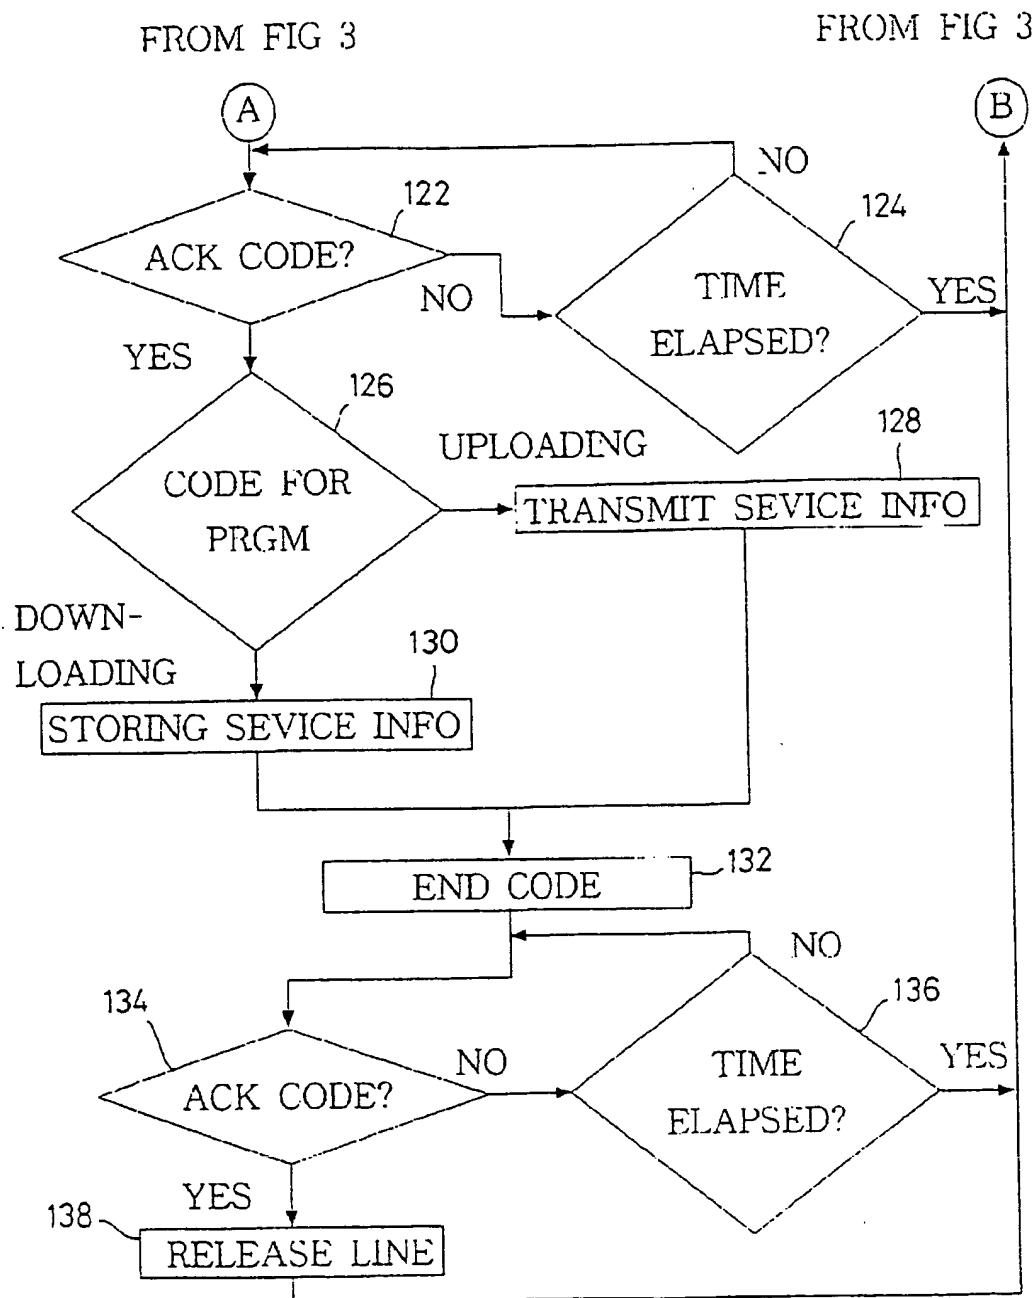 FROM FIG 3
FROM FIG 3
A
B
NO
122
124
ACK CODE?
TIME
ELAPSED?
NO
YES
YES
126
128
UPLOADING
CODE FOR
PRGM
TRANSMIT SEVICE INFO
DOWN-
LOADING
130
STORING SEVICE INFO
132
END CODE
NO
134
136
NO
YES
TIME
ELAPSED?
ACK CODE?
YES
138
RELEASE LINE